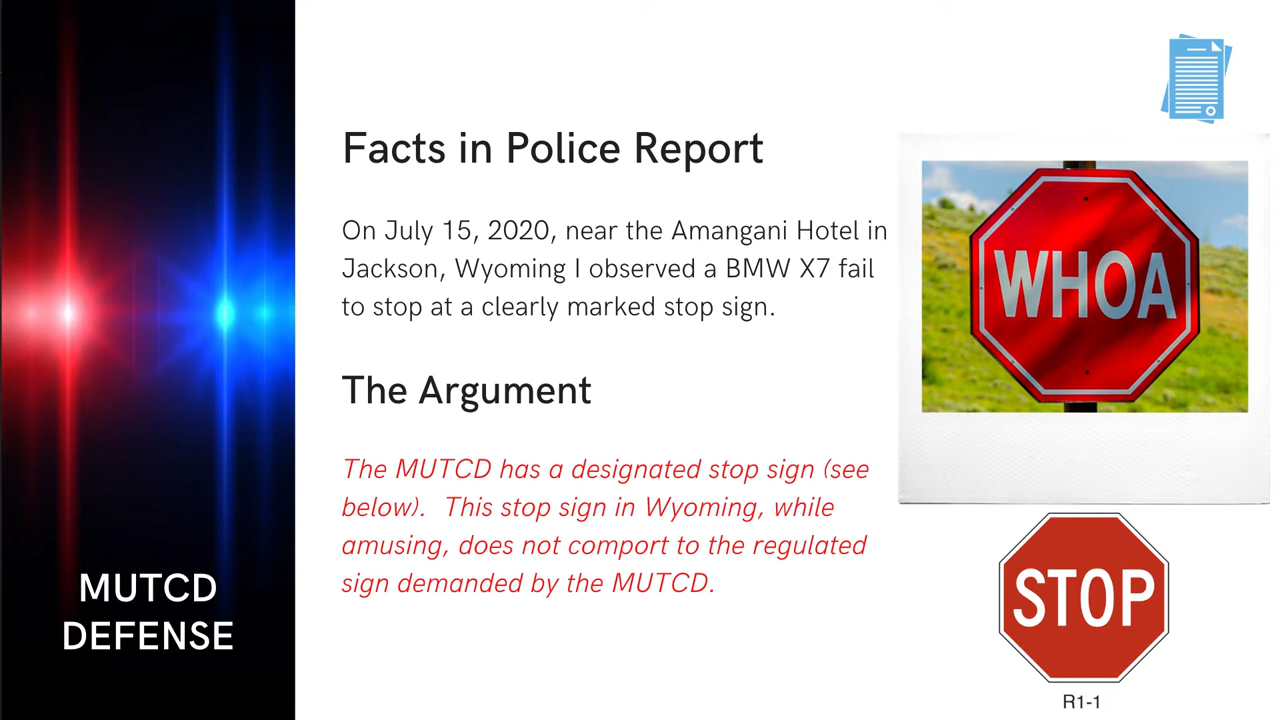 Facts in Police Report
On July 15, 2020, near the Amangani Hotel in
Jackson, Wyoming I observed a BMW X7 fail
to stop at a clearly marked stop sign.
The Argument
The MUTCD has a designated stop sign (see
below).  This stop sign in Wyoming, while
amusing, does not comport to the regulated
sign demanded by the MUTCD.
MUTCD
DEFENSE
WHOA
STOP
R1-1